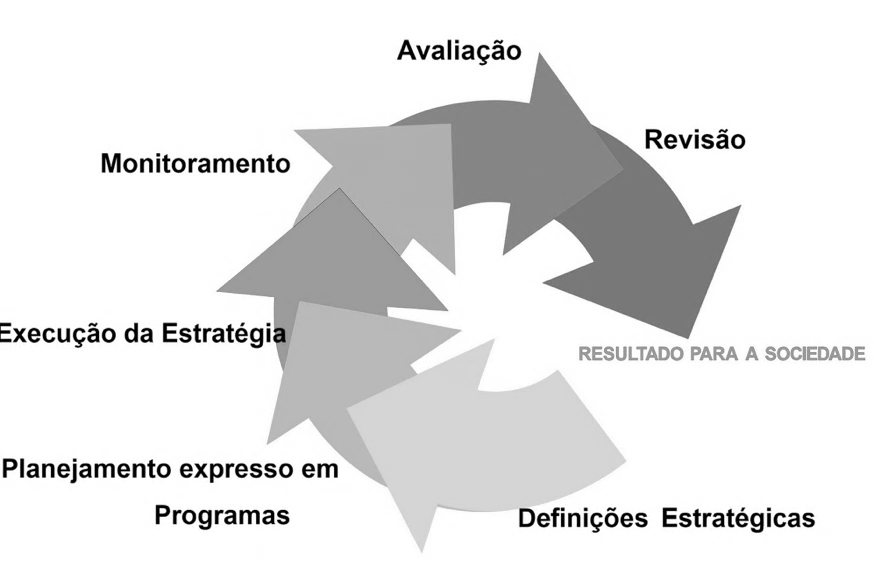 Avaliação
Revisão
Monitoramento
Execução da Estratégia
RESULTADO PARA A SOCIEDADE
Planejamento expresso em
Programas
Definições Estratégicas